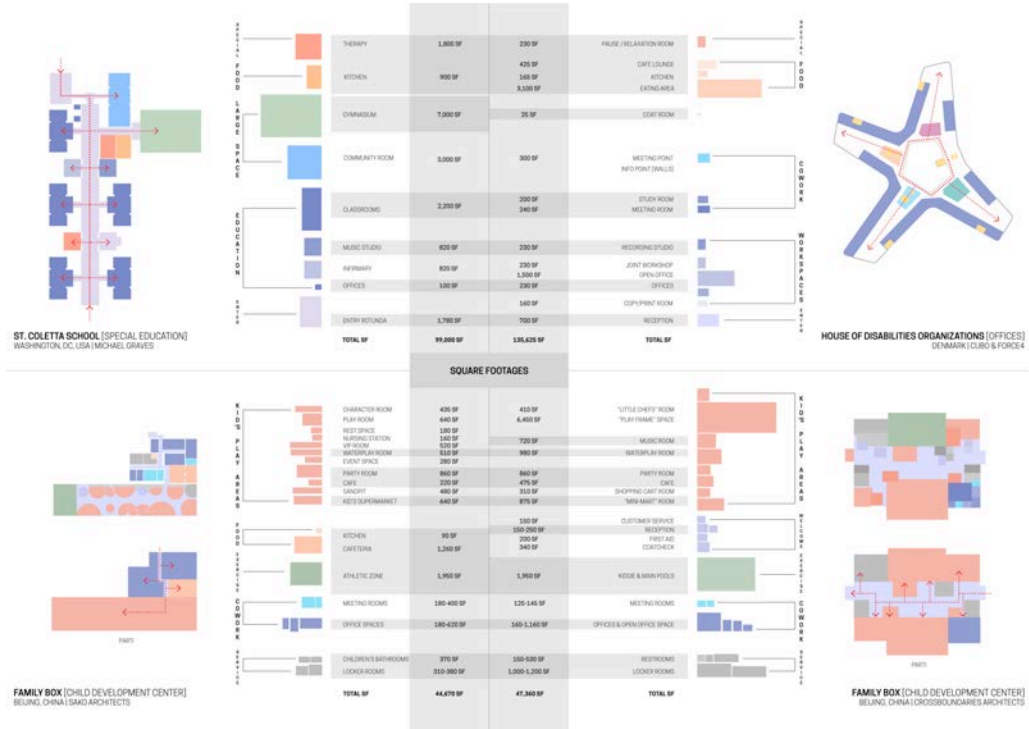 SPECIAL
THERAPY 1,800 SF 230 SF PAUSE / RELAXATION ROOM
SPECIAL
FOOD
425 SF CAFE LOUNGE
KITCHEN 900 SF 165 SF KITCHEN
3,100 SF EATING AREA
FOOD
LARGE SPACE
GYMNASIUM 7,000 SF 25 SF COAT ROOM
COMMUNITY ROOM 3,000 SF 300 SF MEETING POINT
INFO POINT (WALLS)
COWORK
EDUCATION
200 SF STUDY ROOM
CLASSROOMS 2,200 SF 240 SF MEETING ROOM
MUSIC STUDIO 820 SF 230 SF RECORDING STUDIO
WORKSPACES
230 SF JOINT WORKSHOP
INFIRMARY 820 SF 1,500 SF OPEN OFFICE
OFFICES 100 SF 230 SF OFFICES
160 SF COPY/PRINT ROOM
ENTER
ENTRY ROTUNDA 1,780 SF 700 SF RECEPTION
ENTER
TOTAL SF 99,000 SF 135,625 SF TOTAL SF
ST. COLETTA SCHOOL [SPECIAL EDUCATION]
WASHINGTON, DC, USA | MICHAEL GRAVES
HOUSE OF DISABILITIES ORGANIZATIONS [OFFICES]
DENMARK | CUBO & FORCE4
SQUARE FOOTAGES
KID'S PLAY AREAS
CHARACTER ROOM 435 SF 410 SF "LITTLE CHEFS" ROOM
PLAY ROOM 640 SF 6,450 SF "PLAY FRAME" SPACE
REST SPACE 180 SF
NURSING STATION 160 SF 720 SF MUSIC ROOM
VIP ROOM 520 SF
WATERPLAY ROOM 510 SF 980 SF WATERPLAY ROOM
EVENT SPACE 280 SF
PARTY ROOM 860 SF 860 SF PARTY ROOM
CAFE 220 SF 475 SF CAFE
SANDPIT 480 SF 310 SF SHOPPING CART ROOM
KID'S SUPERMARKET 640 SF 875 SF "MINI-MART" ROOM
KID'S PLAY AREAS
FOOD
150 SF CUSTOMER SERVICE
150-250 SF RECEPTION
KITCHEN 90 SF 200 SF FIRST AID
CAFETERIA 1,260 SF 340 SF COATCHECK
WELCOME
EXERCISE
ATHLETIC ZONE 1,950 SF 1,950 SF KIDDIE & MAIN POOLS
EXERCISE
COWORK
MEETING ROOMS 180-400 SF 125-145 SF MEETING ROOMS
OFFICE SPACES 180-620 SF 160-1,160 SF OFFICES & OPEN OFFICE SPACE
COWORK
SERVICE
CHILDREN'S BATHROOMS 370 SF 150-530 SF RESTROOMS
LOCKER ROOMS 310-380 SF 1,000-1,200 SF LOCKER ROOMS
SERVICE
TOTAL SF 44,670 SF 47,360 SF TOTAL SF
PARTI
PARTI
FAMILY BOX [CHILD DEVELOPMENT CENTER]
BEIJING, CHINA | SAKO ARCHITECTS
FAMILY BOX [CHILD DEVELOPMENT CENTER]
BEIJING, CHINA | CROSSBOUNDARIES ARCHITECTS